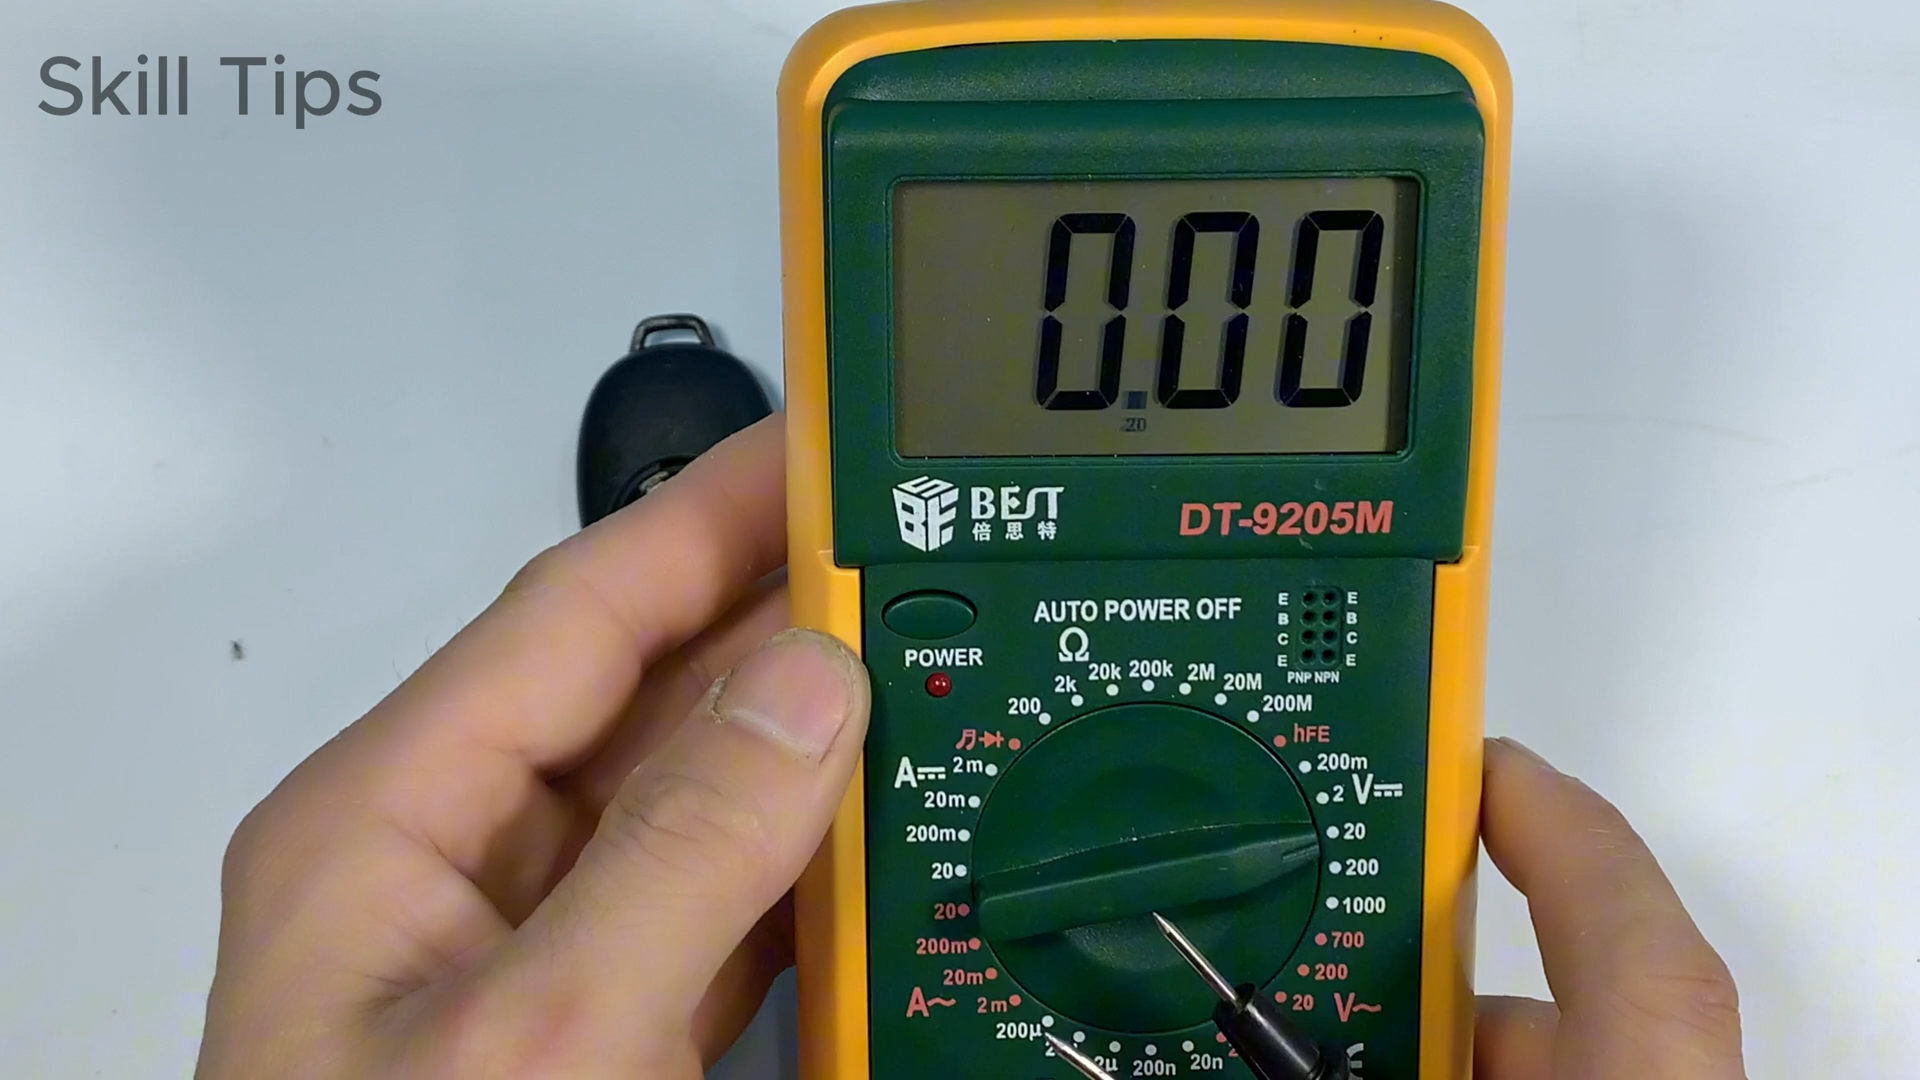 Skill Tips
0.00
20
BEST
倍思特
DT-9205M
AUTO POWER OFF
POWER
Ω
200
2k
20k
200k
2M
20M
200M
E E
B B
C C
E E
PNP NPN
hFE
A
2m
20m
200m
20
200m
2
V
20
200
1000
20
200m
20m
2m
A~
700
200
20
V~
200µ
2µ
200n
20n